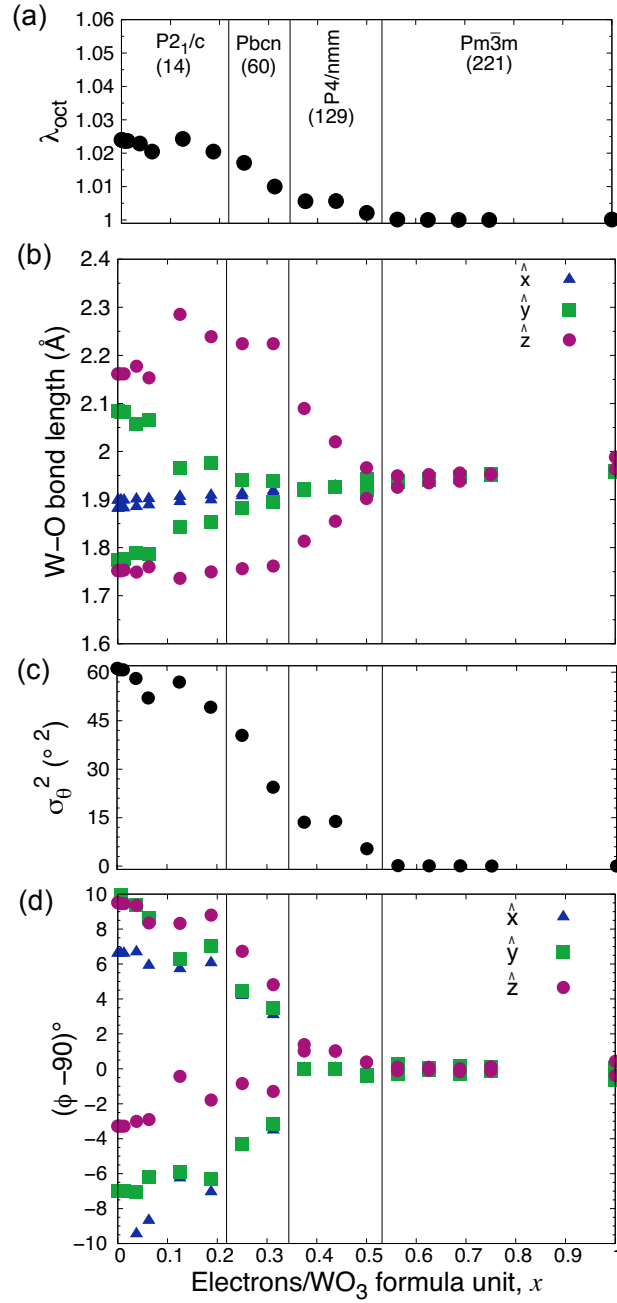 (a)
1.06
1.05
1.04
1.03
1.02
1.01
1
λoct
P2₁/c
(14)
Pbcn
(60)
P4/nmm
(129)
Pm3̅m
(221)
(b)
2.4
2.3
2.2
2.1
2
1.9
1.8
1.7
1.6
W−O bond length (Å)
x̂
ŷ
ẑ
(c)
60
45
30
15
0
σθ² (° ²)
(d)
10
8
6
4
2
0
-2
-4
-6
-8
-10
(ϕ −90)°
x̂
ŷ
ẑ
0 0.1 0.2 0.3 0.4 0.5 0.6 0.7 0.8 0.9 1
Electrons/WO₃ formula unit, x